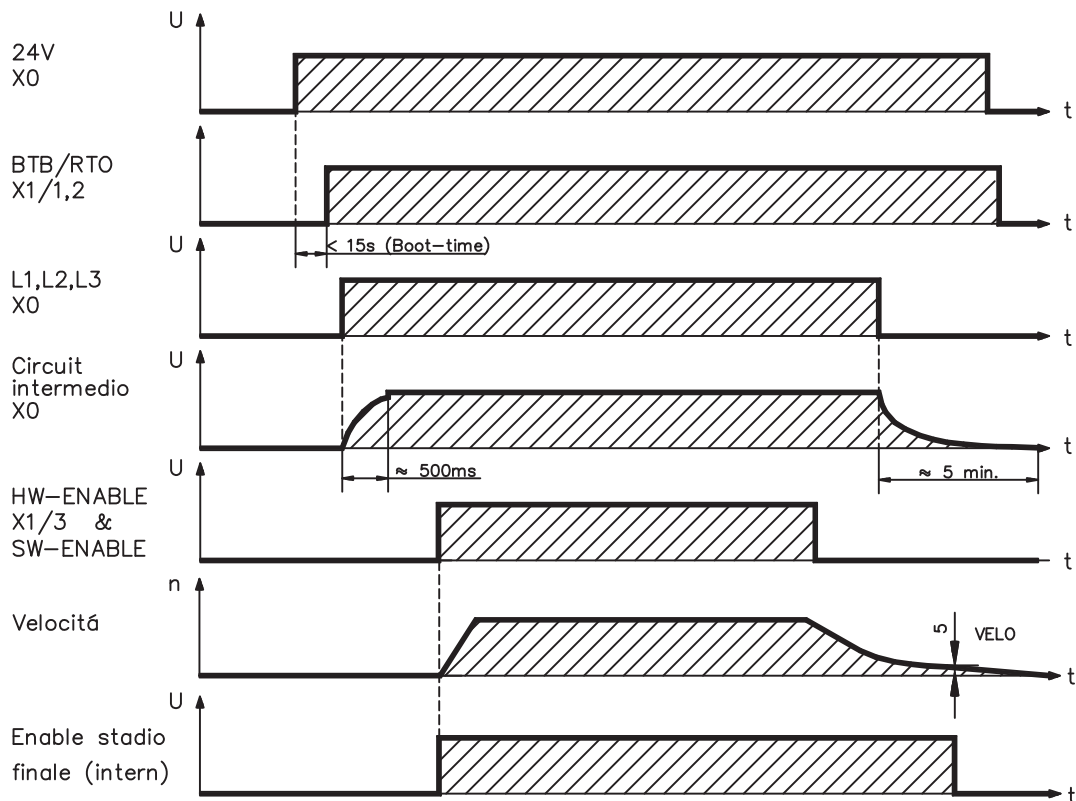 U
24V
X0
t
BTB/RTO
X1/1,2
t
< 15s (Boot-time)
U
L1,L2,L3
X0
t
U
Circuit
intermedio
X0
t
≈ 500ms
≈ 5 min.
U
HW-ENABLE
X1/3 &
SW-ENABLE
t
n
Velocitá
5
VELO
t
U
Enable stadio
finale (intern)
t